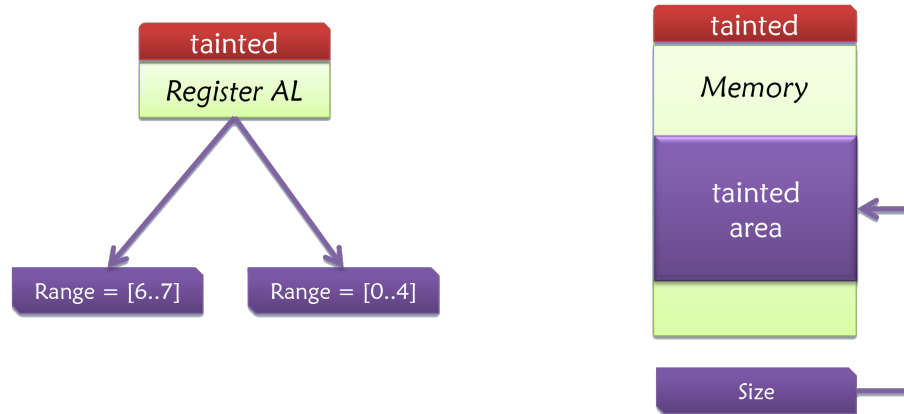 tainted
Register AL
Range = [6..7]
Range = [0..4]
tainted
Memory
tainted
area
Size